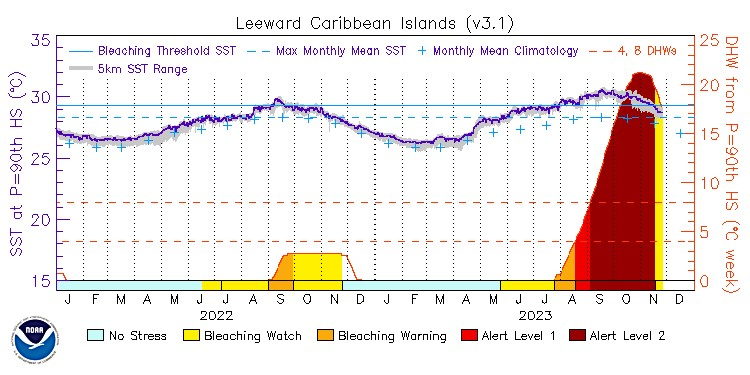 Leeward Caribbean Islands (v3.1)
Bleaching Threshold SST Max Monthly Mean SST Monthly Mean Climatology 4, 8 DHWs
5km SST Range
SST at P=90th HS (°C)
35
30
25
20
15
DHW from P=90th HS (°C week)
25
20
15
10
5
0
J F M A M J J A S O N D J F M A M J J A S O N D
2022 2023
NOAA
No Stress Bleaching Watch Bleaching Warning Alert Level 1 Alert Level 2